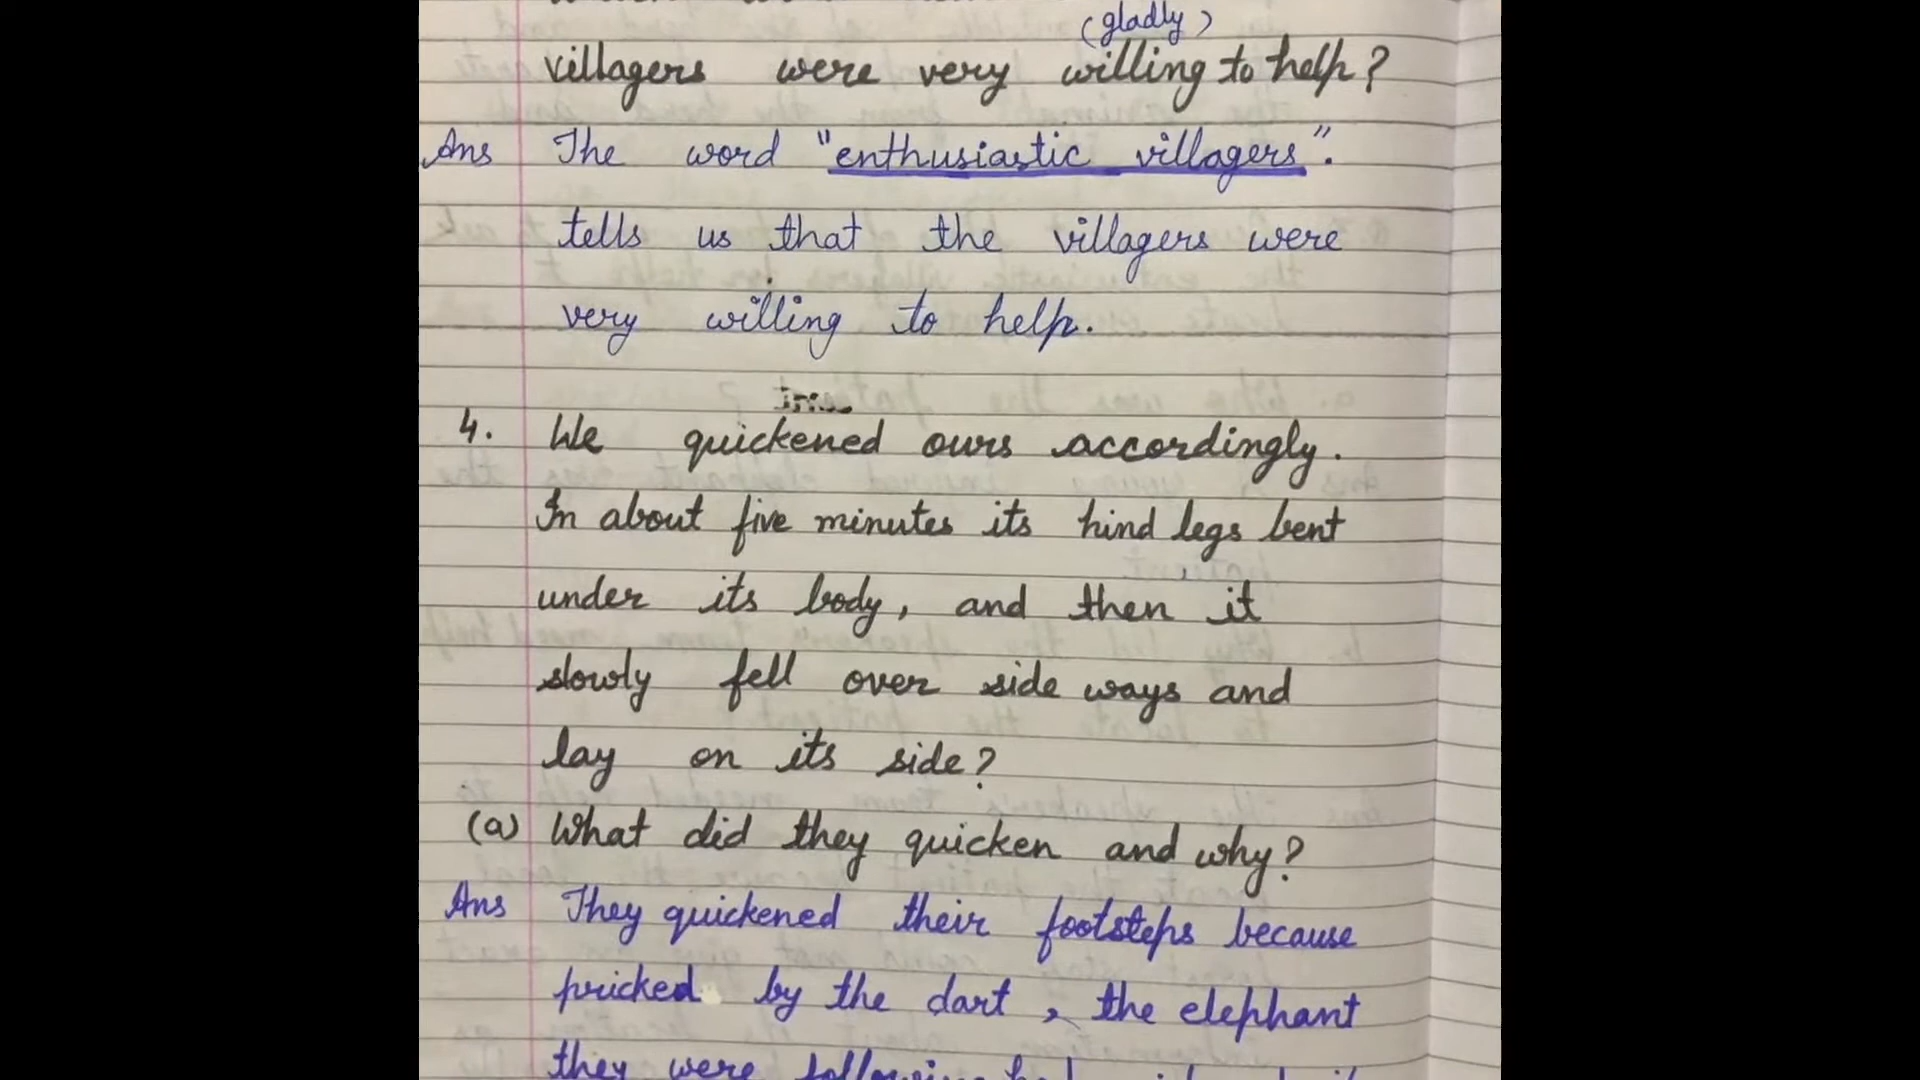 (gladly)
villagers were very willing to help?
Ans The word "enthusiastic villagers".
tells us that the villagers were
very willing to help.
4. We quickened ours accordingly.
In about five minutes its hind legs bent
under its body, and then it
slowly fell over side ways and
lay on its side?
(a) What did they quicken and why?
Ans They quickened their footsteps because
pricked by the dart, the elephant
they were following